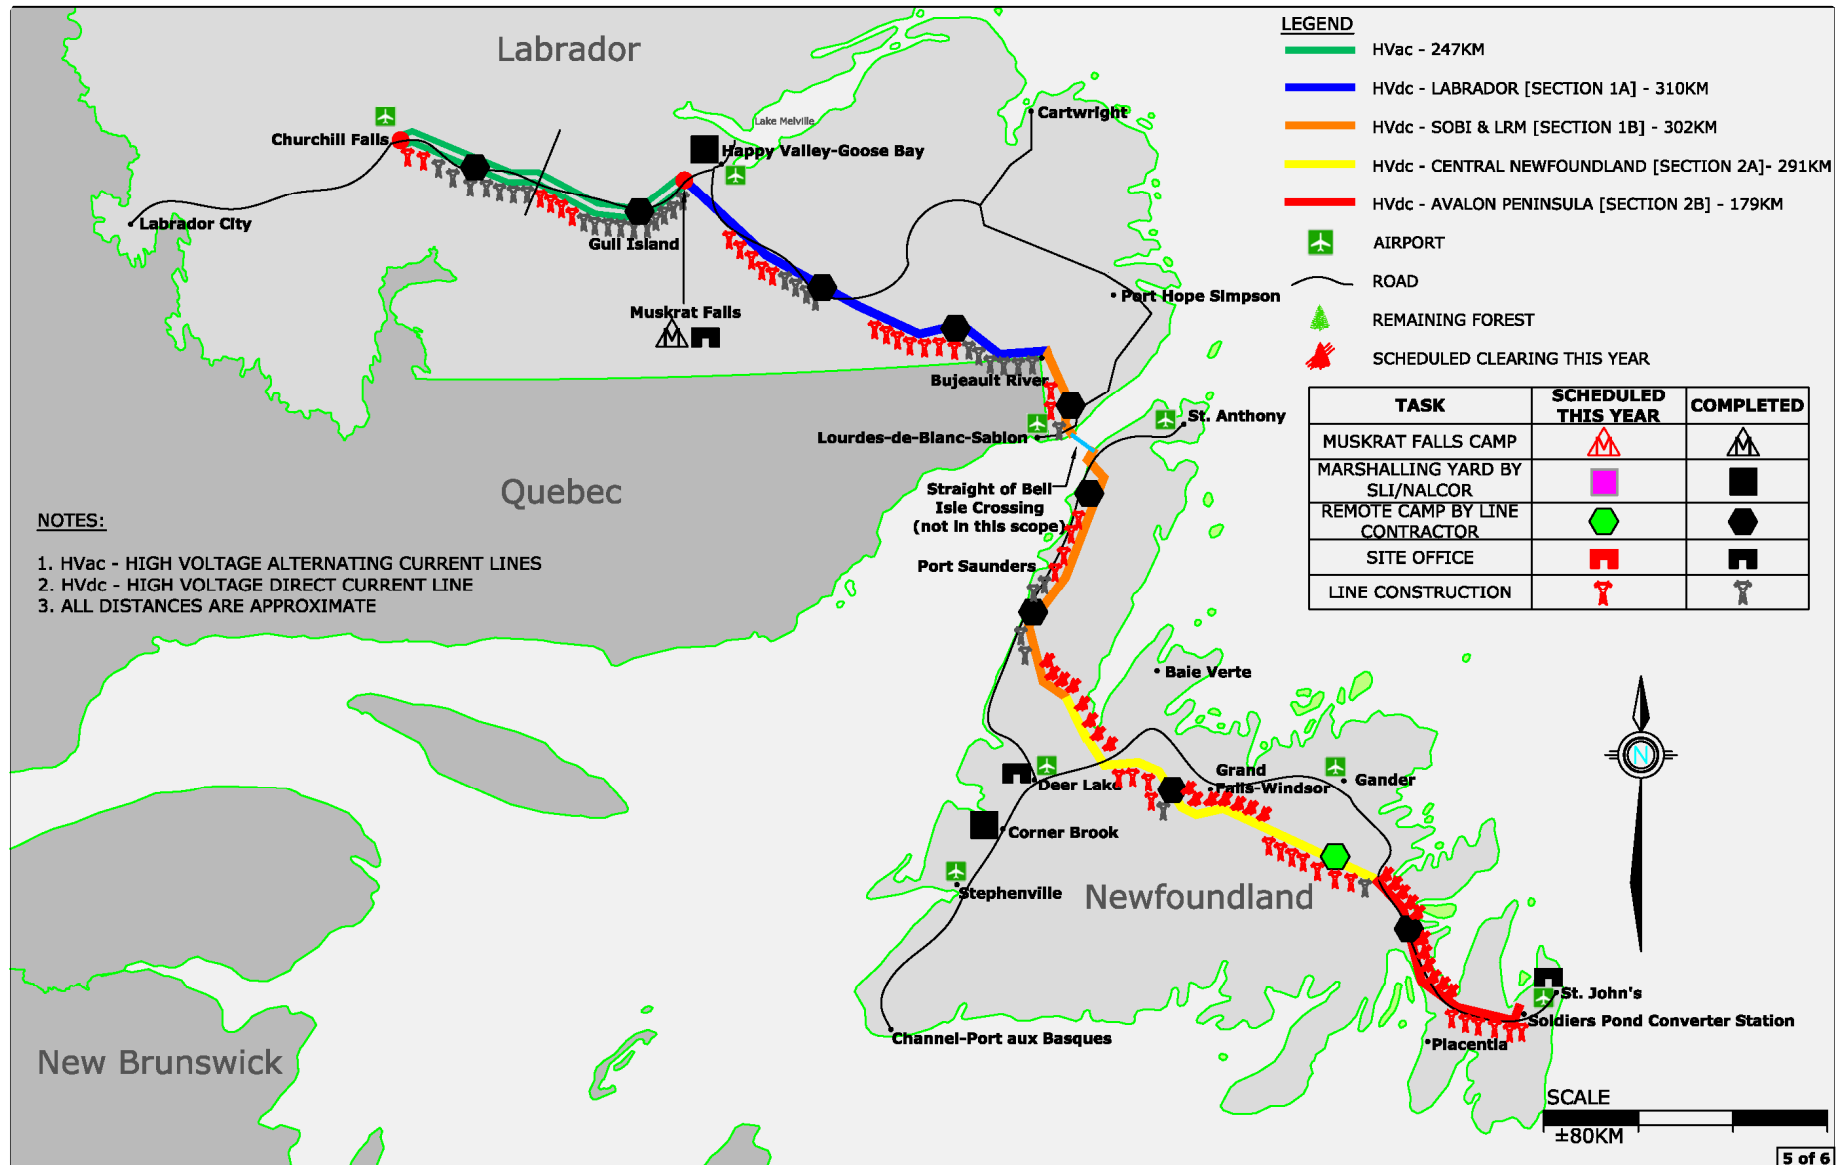 Labrador
Lake Melville
Cartwright
Churchill Falls
Happy Valley-Goose Bay
Labrador City
Gull Island
Muskrat Falls
Port Hope Simpson
Bujeault River
Lourdes-de-Blanc-Sablon
St. Anthony
Quebec
Straight of Bell
Isle Crossing
(not in this scope)
Port Saunders
NOTES:
1. HVac - HIGH VOLTAGE ALTERNATING CURRENT LINES
2. HVdc - HIGH VOLTAGE DIRECT CURRENT LINE
3. ALL DISTANCES ARE APPROXIMATE
Baie Verte
Deer Lake
Grand
Falls-Windsor
Gander
Corner Brook
Stephenville
Newfoundland
St. John's
Soldiers Pond Converter Station
Placentia
Channel-Port aux Basques
New Brunswick
LEGEND
HVac - 247KM
HVdc - LABRADOR [SECTION 1A] - 310KM
HVdc - SOBI & LRM [SECTION 1B] - 302KM
HVdc - CENTRAL NEWFOUNDLAND [SECTION 2A]- 291KM
HVdc - AVALON PENINSULA [SECTION 2B] - 179KM
AIRPORT
ROAD
REMAINING FOREST
SCHEDULED CLEARING THIS YEAR
TASK
SCHEDULED
THIS YEAR
COMPLETED
MUSKRAT FALLS CAMP
MARSHALLING YARD BY
SLI/NALCOR
REMOTE CAMP BY LINE
CONTRACTOR
SITE OFFICE
LINE CONSTRUCTION
N
SCALE
±80KM
5 of 6